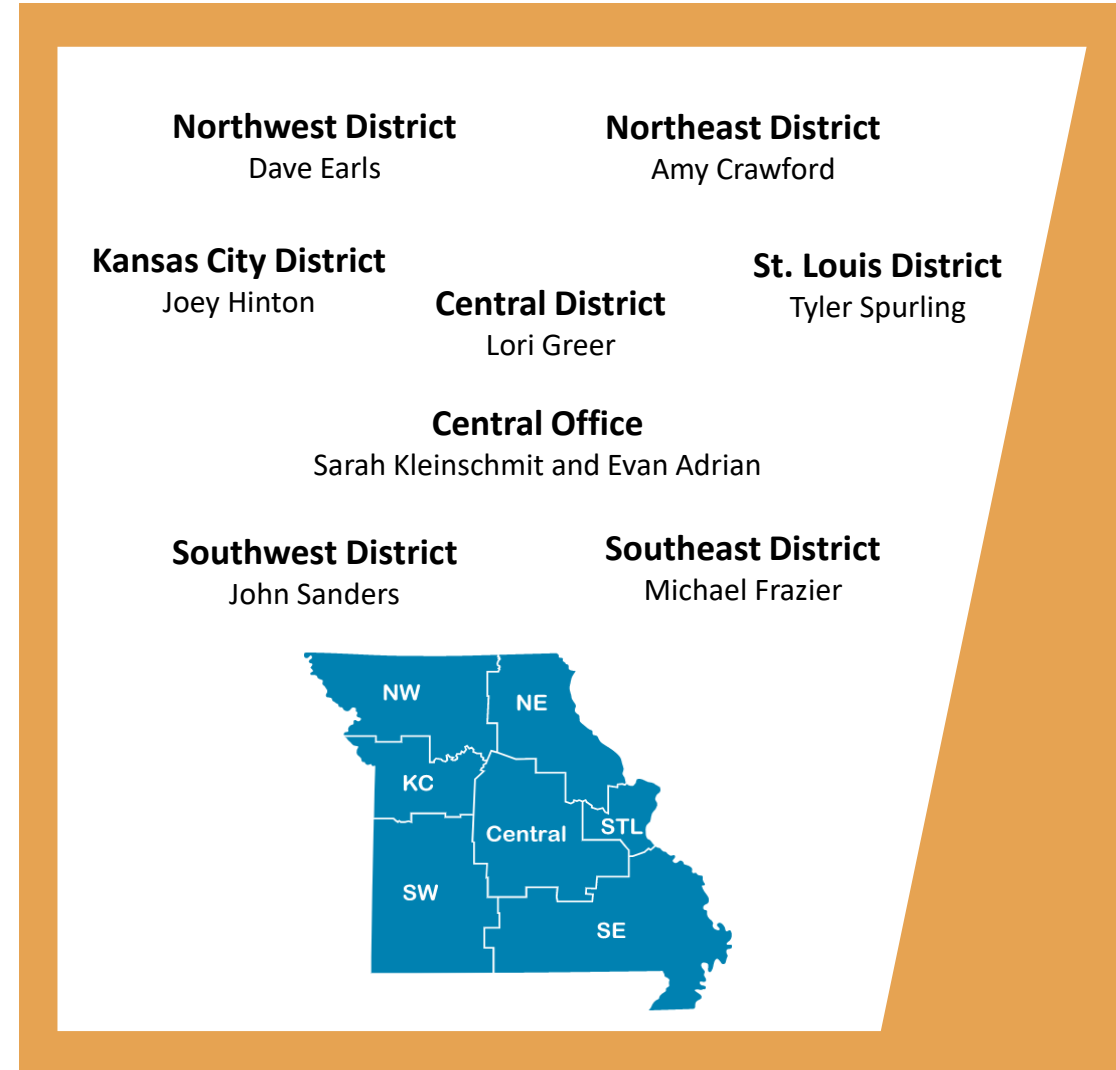 Northwest District
Dave Earls
Northeast District
Amy Crawford
Kansas City District
Joey Hinton
Central District
Lori Greer
St. Louis District
Tyler Spurling
Central Office
Sarah Kleinschmit and Evan Adrian
Southwest District
John Sanders
Southeast District
Michael Frazier
NW
NE
KC
Central
STL
SW
SE